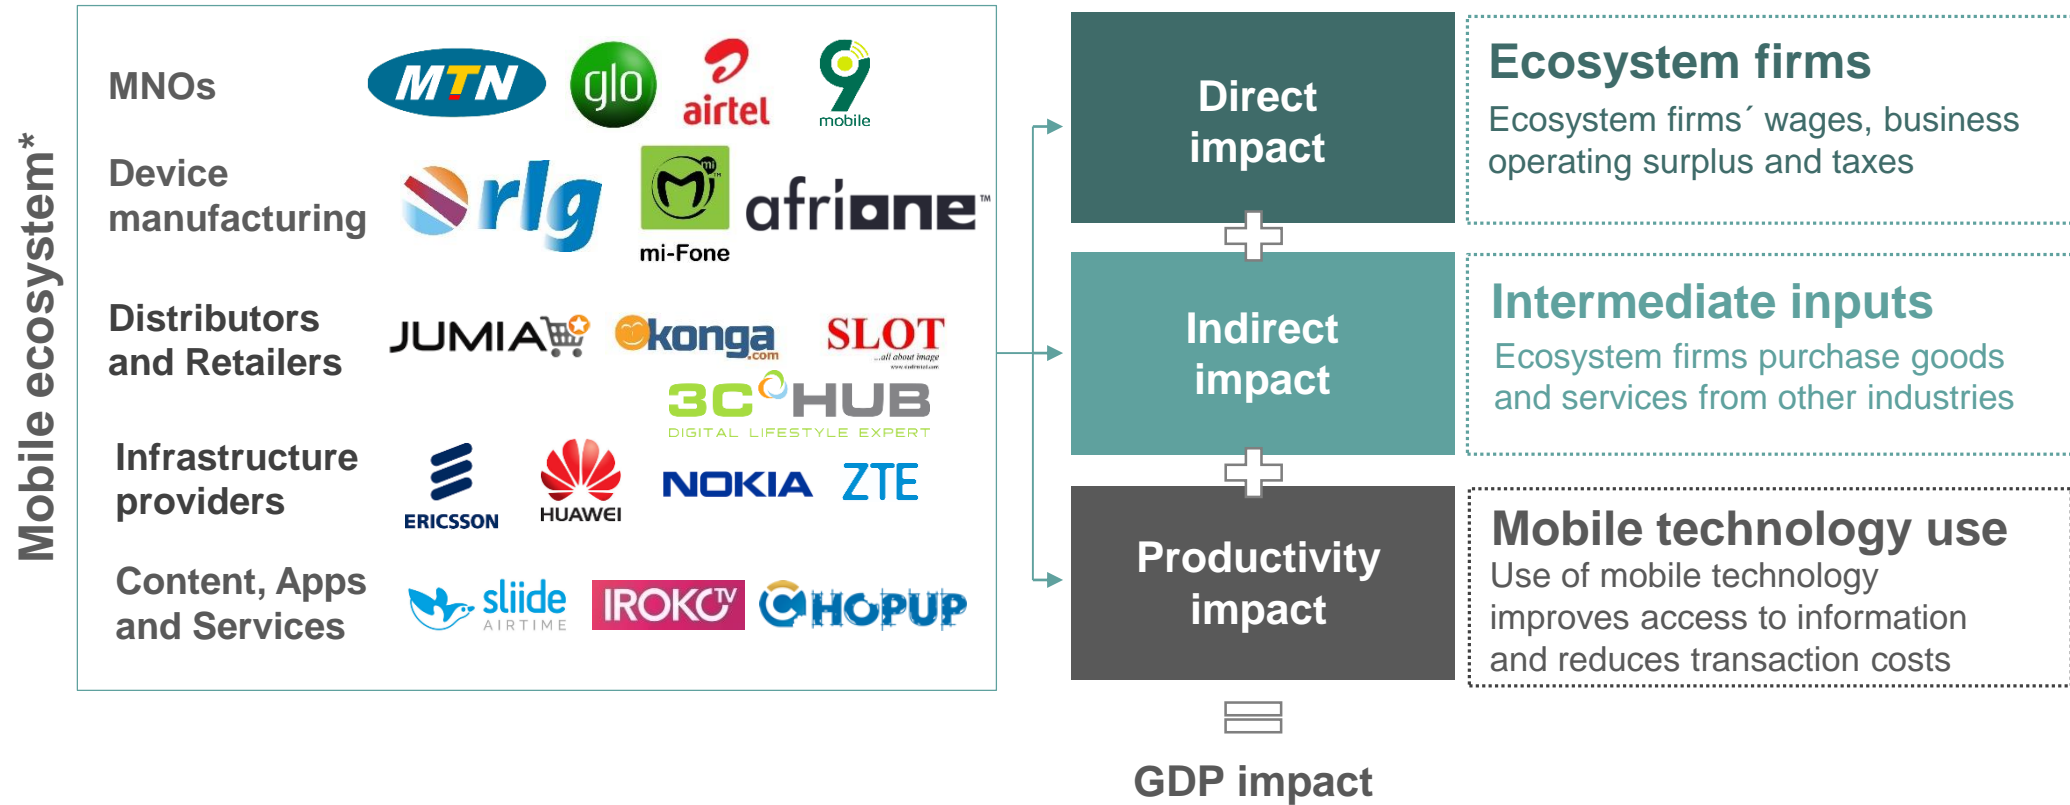 Mobile ecosystem*
MNOs
MTN
glo
airtel
9
mobile
Device
manufacturing
rlg
mi
™
mi-Fone
afrione™
Distributors
and Retailers
JUMIA
konga
.com
SLOT
...all about image
3C HUB
DIGITAL LIFESTYLE EXPERT
Infrastructure
providers
ERICSSON
HUAWEI
NOKIA
ZTE
Content, Apps
and Services
sliide
AIRTIME
IROKOTV
CHOPUP
Direct
impact
Ecosystem firms
Ecosystem firms´ wages, business
operating surplus and taxes
Indirect
impact
Intermediate inputs
Ecosystem firms purchase goods
and services from other industries
Productivity
impact
Mobile technology use
Use of mobile technology
improves access to information
and reduces transaction costs
GDP impact